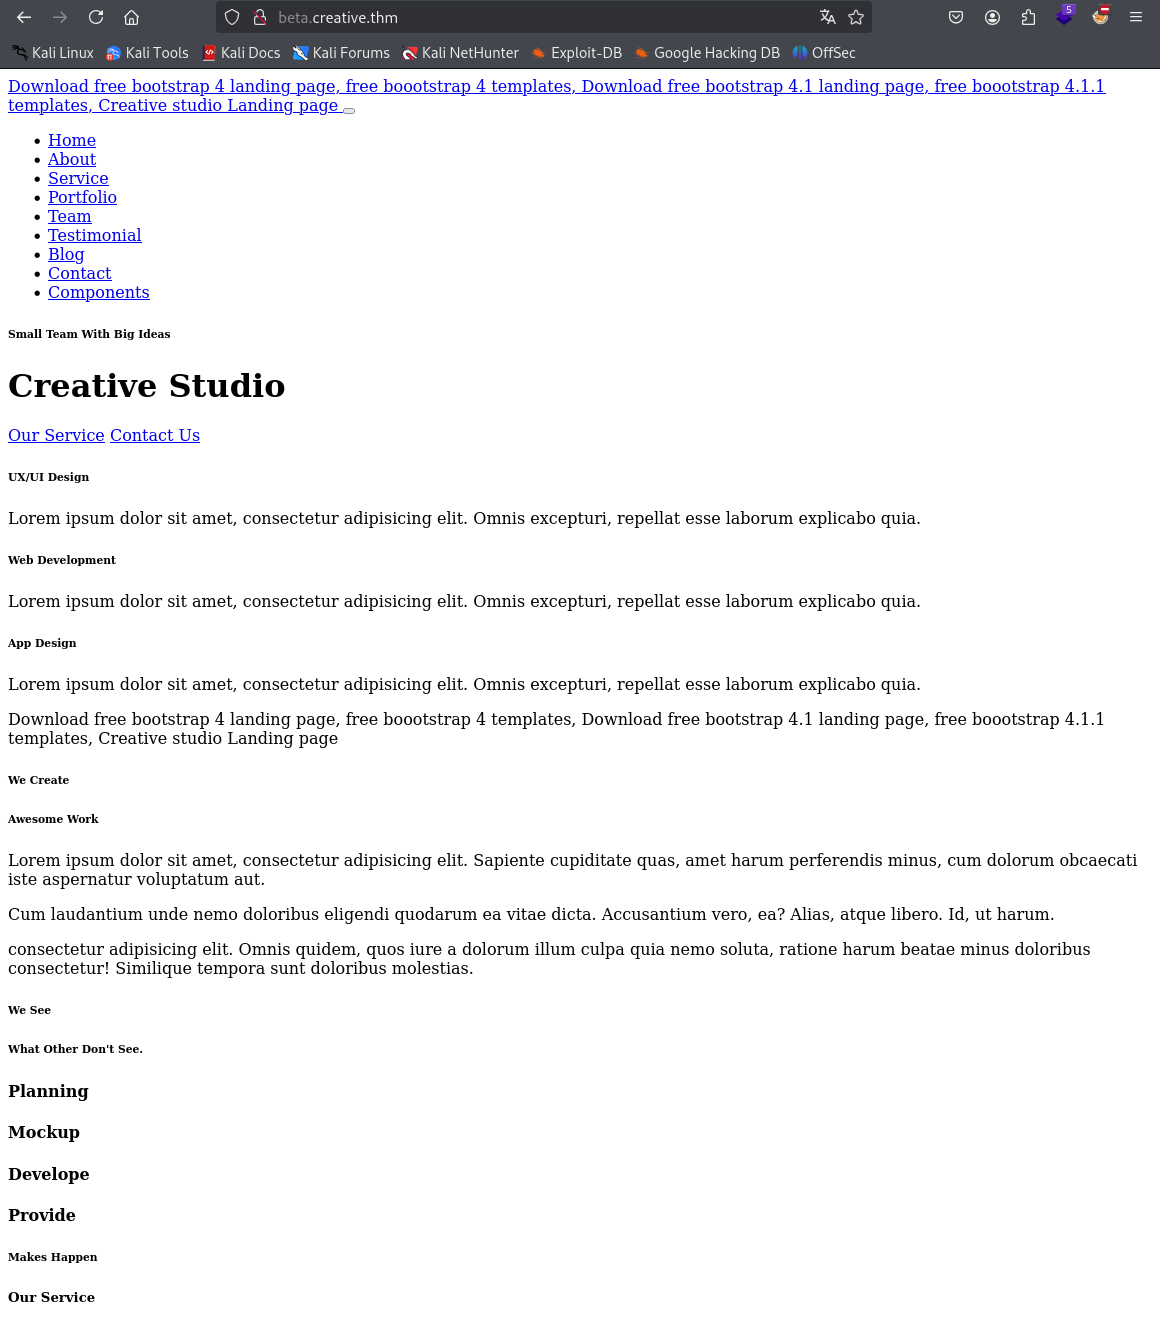 beta.creative.thm
5
Kali Linux Kali Tools Kali Docs Kali Forums Kali NetHunter Exploit-DB Google Hacking DB OffSec
Download free bootstrap 4 landing page, free boootstrap 4 templates, Download free bootstrap 4.1 landing page, free boootstrap 4.1.1
templates, Creative studio Landing page
Home
About
Service
Portfolio
Team
Testimonial
Blog
Contact
Components
Small Team With Big Ideas
Creative Studio
Our Service Contact Us
UX/UI Design
Lorem ipsum dolor sit amet, consectetur adipisicing elit. Omnis excepturi, repellat esse laborum explicabo quia.
Web Development
Lorem ipsum dolor sit amet, consectetur adipisicing elit. Omnis excepturi, repellat esse laborum explicabo quia.
App Design
Lorem ipsum dolor sit amet, consectetur adipisicing elit. Omnis excepturi, repellat esse laborum explicabo quia.
Download free bootstrap 4 landing page, free boootstrap 4 templates, Download free bootstrap 4.1 landing page, free boootstrap 4.1.1
templates, Creative studio Landing page
We Create
Awesome Work
Lorem ipsum dolor sit amet, consectetur adipisicing elit. Sapiente cupiditate quas, amet harum perferendis minus, cum dolorum obcaecati
iste aspernatur voluptatum aut.
Cum laudantium unde nemo doloribus eligendi quodarum ea vitae dicta. Accusantium vero, ea? Alias, atque libero. Id, ut harum.
consectetur adipisicing elit. Omnis quidem, quos iure a dolorum illum culpa quia nemo soluta, ratione harum beatae minus doloribus
consectetur! Similique tempora sunt doloribus molestias.
We See
What Other Don't See.
Planning
Mockup
Develope
Provide
Makes Happen
Our Service